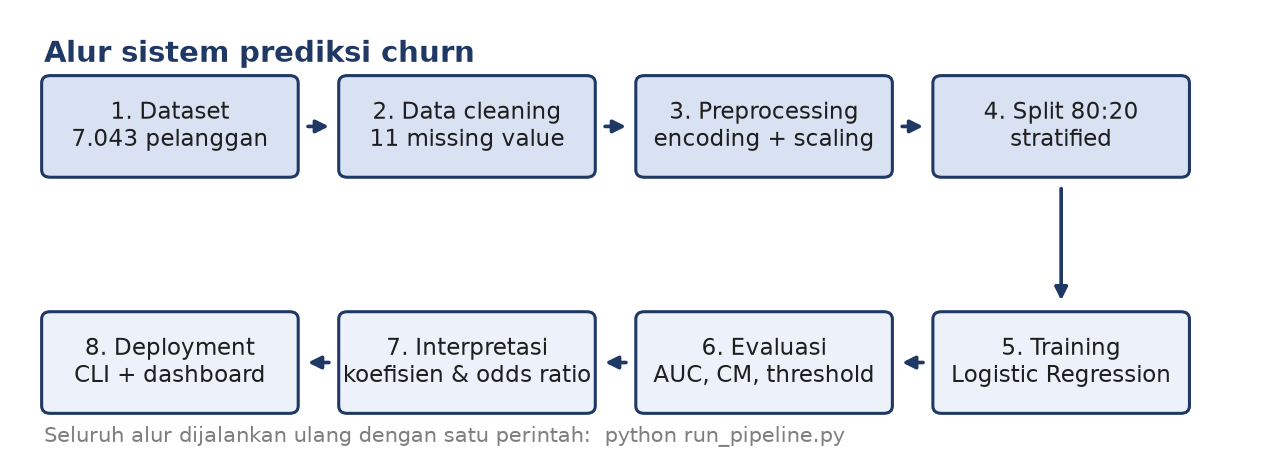 Alur sistem prediksi churn
1. Dataset
7.043 pelanggan
2. Data cleaning
11 missing value
3. Preprocessing
encoding + scaling
4. Split 80:20
stratified
5. Training
Logistic Regression
6. Evaluasi
AUC, CM, threshold
7. Interpretasi
koefisien & odds ratio
8. Deployment
CLI + dashboard
Seluruh alur dijalankan ulang dengan satu perintah:  python run_pipeline.py